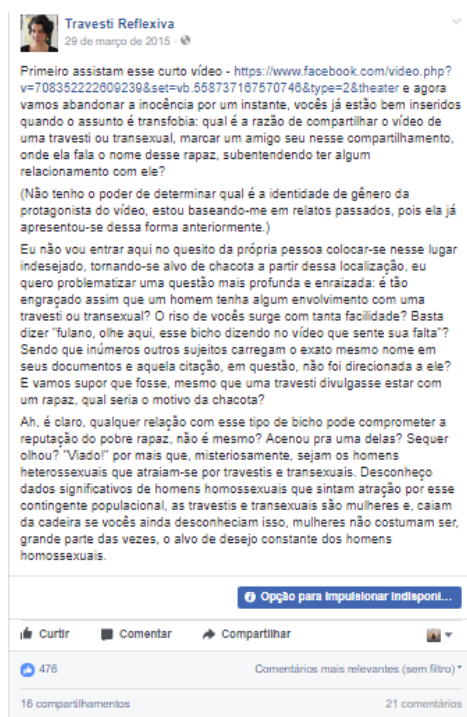 Travesti Reflexiva
29 de março de 2015 ·
Primeiro assistam esse curto vídeo - https://www.facebook.com/video.php?
v=708352222609239&set=vb.558737167570746&type=2&theater e agora
vamos abandonar a inocência por um instante, vocês já estão bem inseridos
quando o assunto é transfobia: qual é a razão de compartilhar o vídeo de
uma travesti ou transexual, marcar um amigo seu nesse compartilhamento,
onde ela fala o nome desse rapaz, subentendendo ter algum
relacionamento com ele?
(Não tenho o poder de determinar qual é a identidade de gênero da
protagonista do vídeo, estou baseando-me em relatos passados, pois ela já
apresentou-se dessa forma anteriormente.)
Eu não vou entrar aqui no quesito da própria pessoa colocar-se nesse lugar
indesejado, tornando-se alvo de chacota a partir dessa localização, eu
quero problematizar uma questão mais profunda e enraizada: é tão
engraçado assim que um homem tenha algum envolvimento com uma
travesti ou transexual? O riso de vocês surge com tanta facilidade? Basta
dizer "fulano, olhe aqui, esse bicho dizendo no vídeo que sente sua falta"?
Sendo que inúmeros outros sujeitos carregam o exato mesmo nome em
seus documentos e aquela citação, em questão, não foi direcionada a ele?
E vamos supor que fosse, mesmo que uma travesti divulgasse estar com
um rapaz, qual seria o motivo da chacota?
Ah, é claro, qualquer relação com esse tipo de bicho pode comprometer a
reputação do pobre rapaz, não é mesmo? Acenou pra uma delas? Sequer
olhou? "Viado!" por mais que, misteriosamente, sejam os homens
heterossexuais que atraiam-se por travestis e transexuais. Desconheço
dados significativos de homens homossexuais que sintam atração por esse
contingente populacional, as travestis e transexuais são mulheres e, caiam
da cadeira se vocês ainda desconheciam isso, mulheres não costumam ser,
grande parte das vezes, o alvo de desejo constante dos homens
homossexuais.
Opção para impulsionar indisponí...
Curtir Comentar Compartilhar
476 Comentários mais relevantes (sem filtro)
16 compartilhamentos 21 comentários